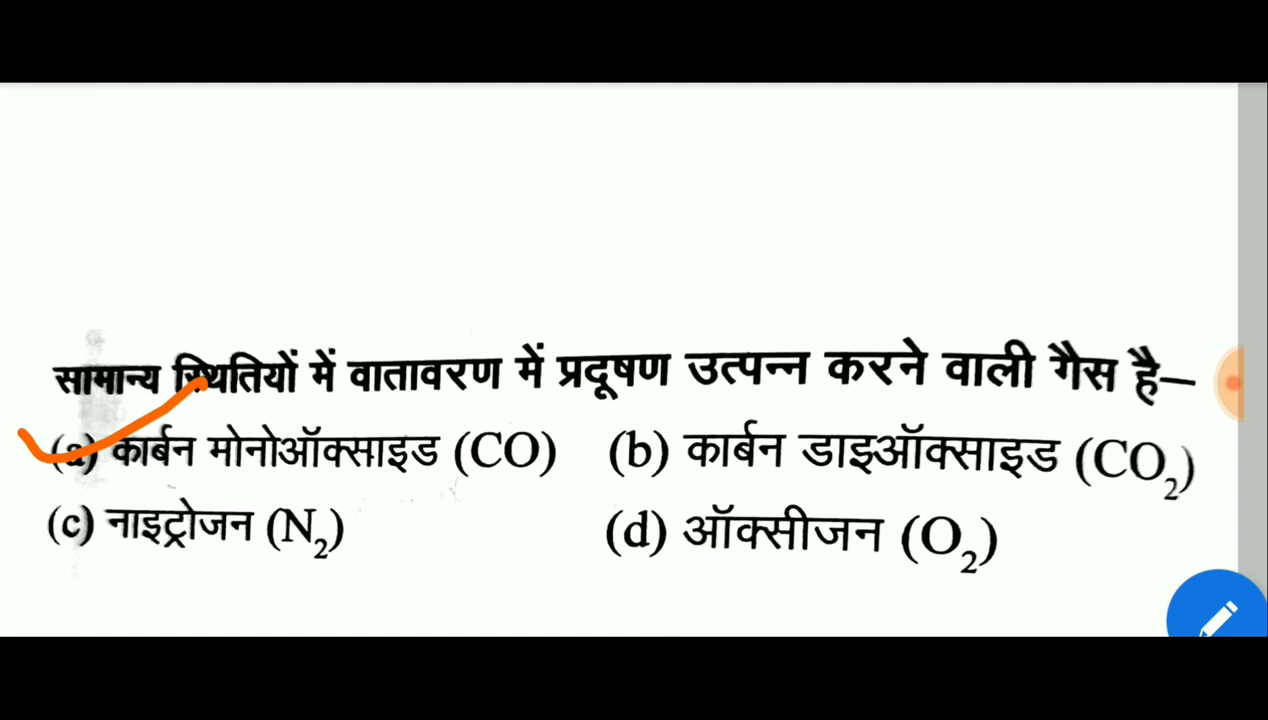 सामान्य स्थितियों में वातावरण में प्रदूषण उत्पन्न करने वाली गैस है–
(a) कार्बन मोनोऑक्साइड (CO) (b) कार्बन डाइऑक्साइड (CO₂)
(c) नाइट्रोजन (N₂) (d) ऑक्सीजन (O₂)